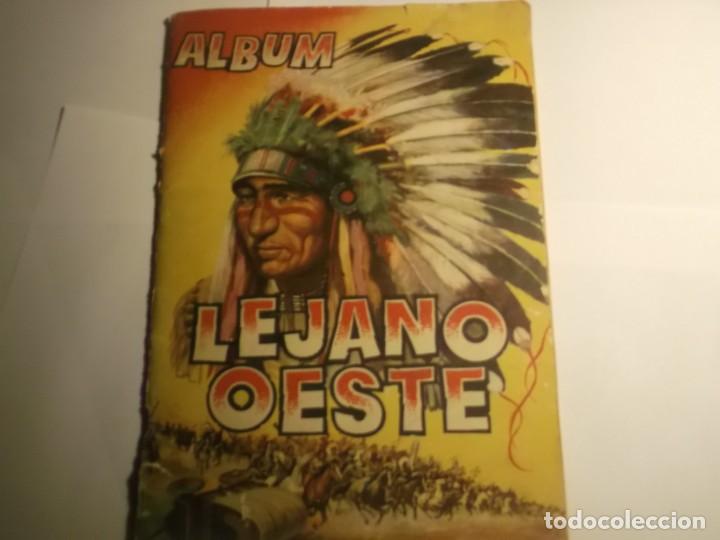 ALBUM
LEJANO
OESTE
todocoleccion